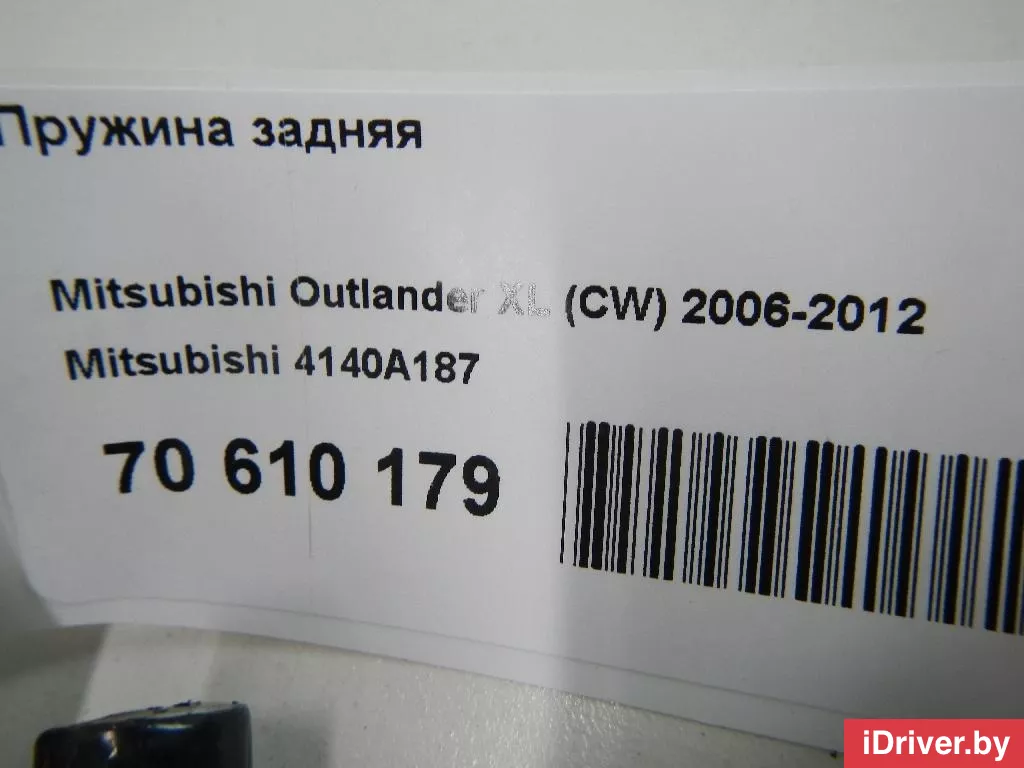 Пружина задняя
Mitsubishi Outlander XL (CW) 2006-2012
Mitsubishi 4140A187
70 610 179
iDriver.by